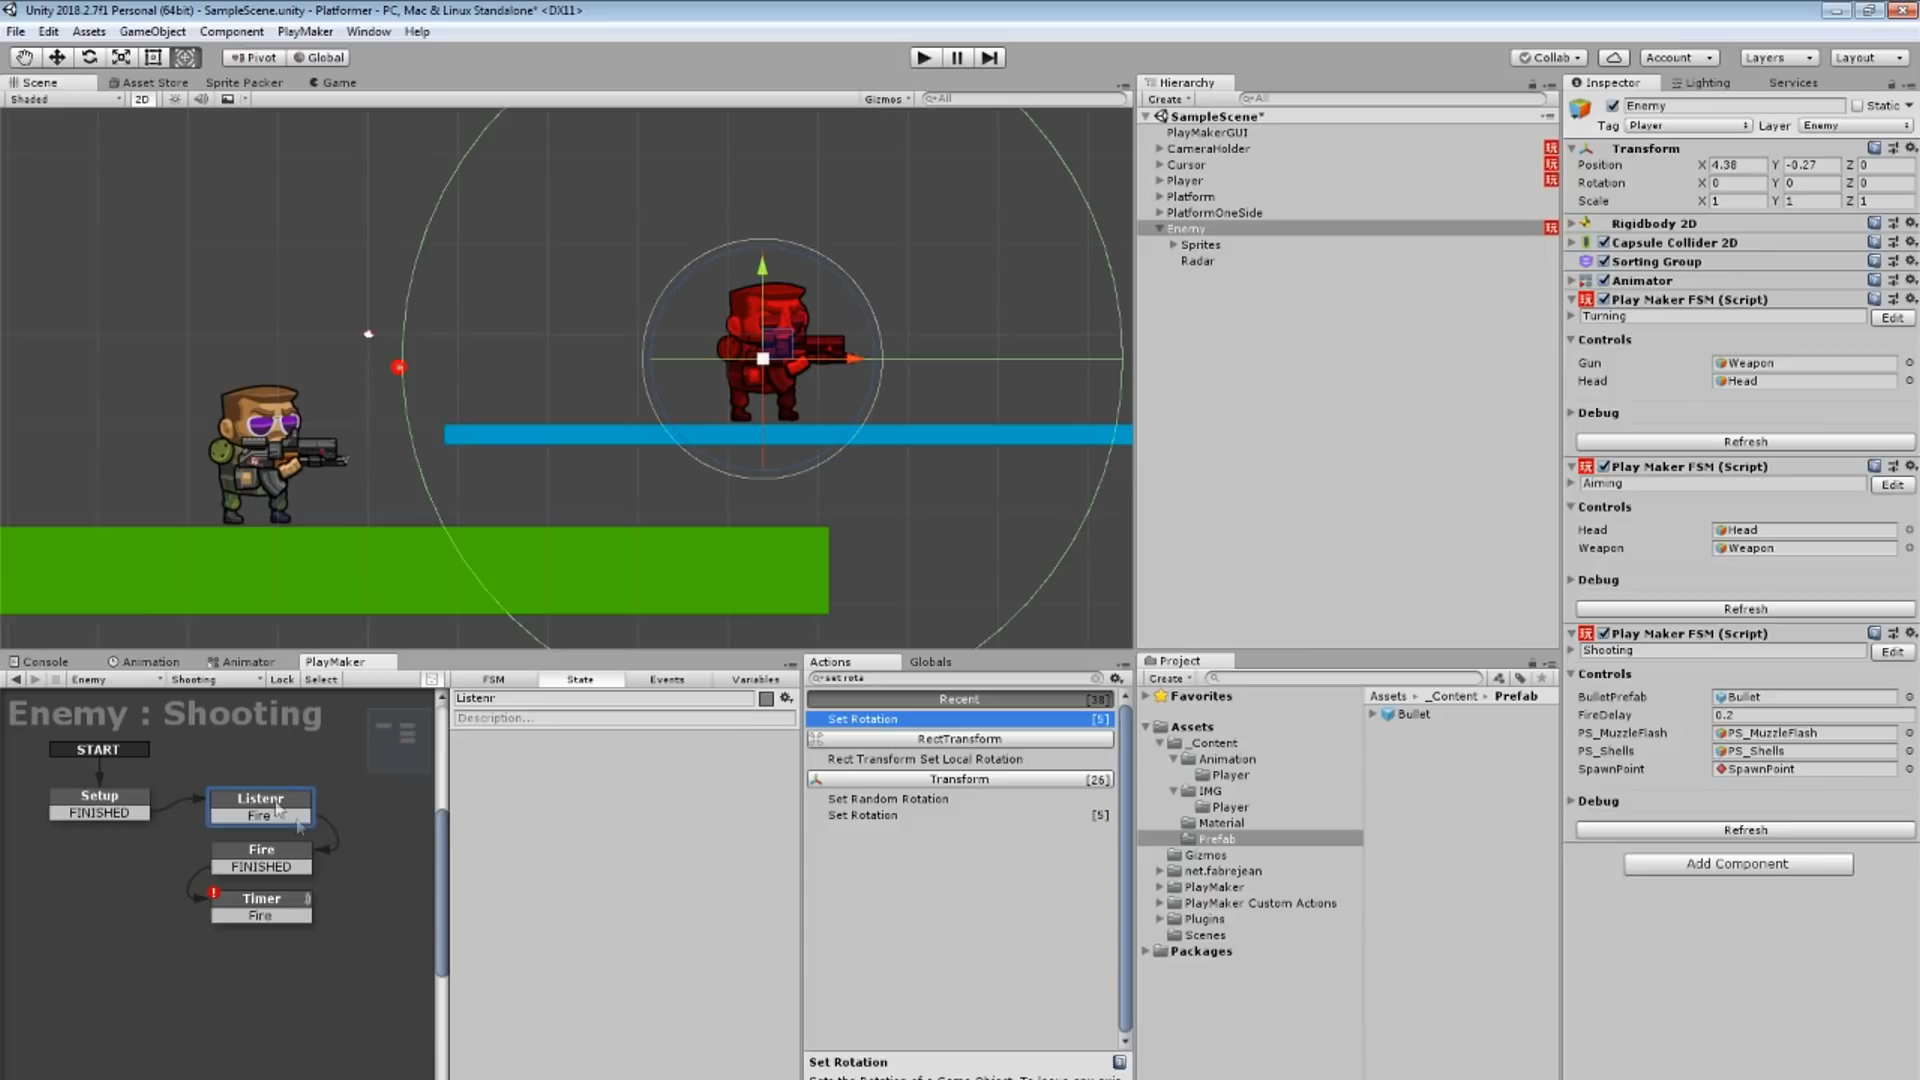 Unity 2018.2.7f1 Personal (64bit) - SampleScene.unity - Platformer - PC, Mac & Linux Standalone* <DX11>
File Edit Assets GameObject Component PlayMaker Window Help
Pivot Global Collab Account Layers Layout
Scene Asset Store Sprite Packer Game
Shaded 2D Gizmos All
Hierarchy
Create All
SampleScene*
PlayMakerGUI
CameraHolder
Cursor
Player
Platform
PlatformOneSide
Enemy
Sprites
Radar
Inspector Lighting Services
Enemy Static
Tag Player Layer Enemy
Transform
Position X 4.38 Y -0.27 Z 0
Rotation X 0 Y 0 Z 0
Scale X 1 Y 1 Z 1
Rigidbody 2D
Capsule Collider 2D
Sorting Group
Animator
Play Maker FSM (Script)
Turning Edit
Controls
Gun Weapon
Head Head
Debug
Refresh
Play Maker FSM (Script)
Aiming Edit
Controls
Head Head
Weapon Weapon
Debug
Refresh
Play Maker FSM (Script)
Shooting Edit
Controls
BulletPrefab Bullet
FireDelay 0.2
PS_MuzzleFlash PS_MuzzleFlash
PS_Shells PS_Shells
SpawnPoint SpawnPoint
Debug
Refresh
Add Component
Console Animation Animator PlayMaker
Enemy Shooting Lock Select
Enemy : Shooting
START
Setup
FINISHED
Listenr
Fire
Fire
FINISHED
Timer
Fire
FSM State Events Variables
Listenr
Description...
Actions Globals
set rota
Recent [38]
Set Rotation [5]
RectTransform
Rect Transform Set Local Rotation
Transform [26]
Set Random Rotation
Set Rotation [5]
Set Rotation
Project
Create
Favorites
Assets
_Content
Animation
Player
IMG
Player
Material
Prefab
Gizmos
net.fabrejean
PlayMaker
PlayMaker Custom Actions
Plugins
Scenes
Packages
Assets _Content Prefab
Bullet